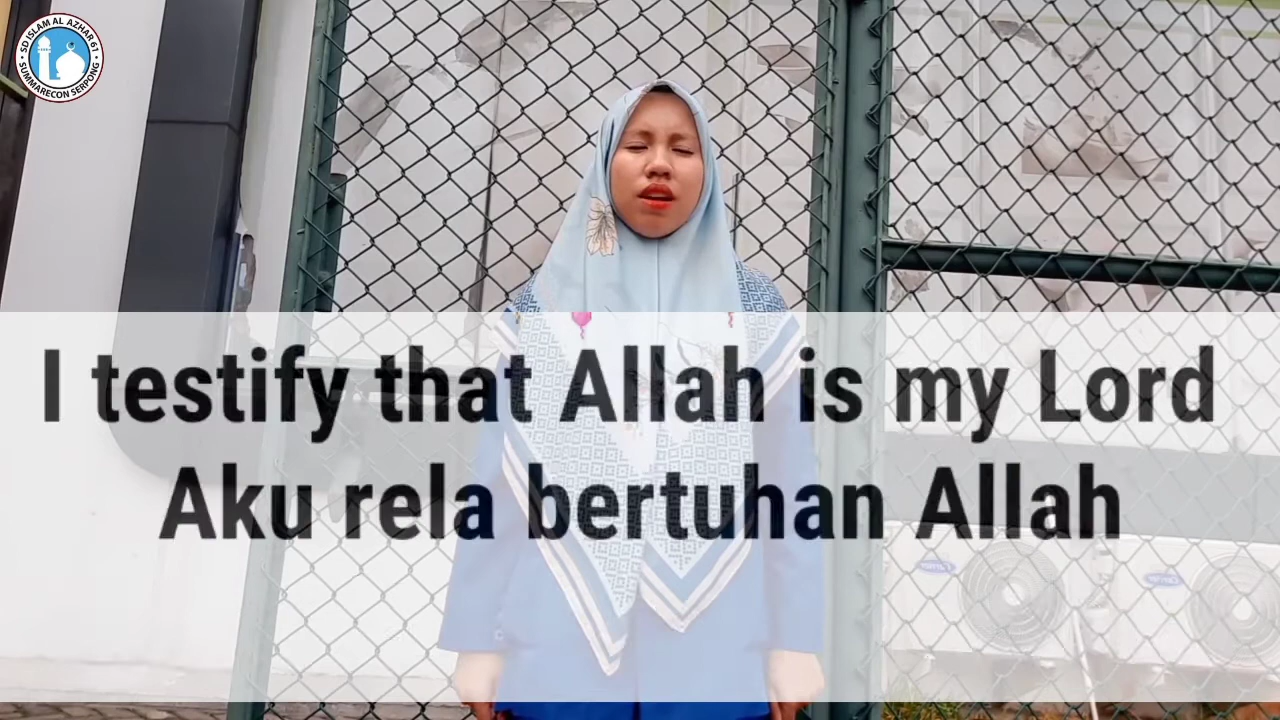 SD ISLAM AL AZHAR 61
SUMMARECON SERPONG
I testify that Allah is my Lord
Aku rela bertuhan Allah